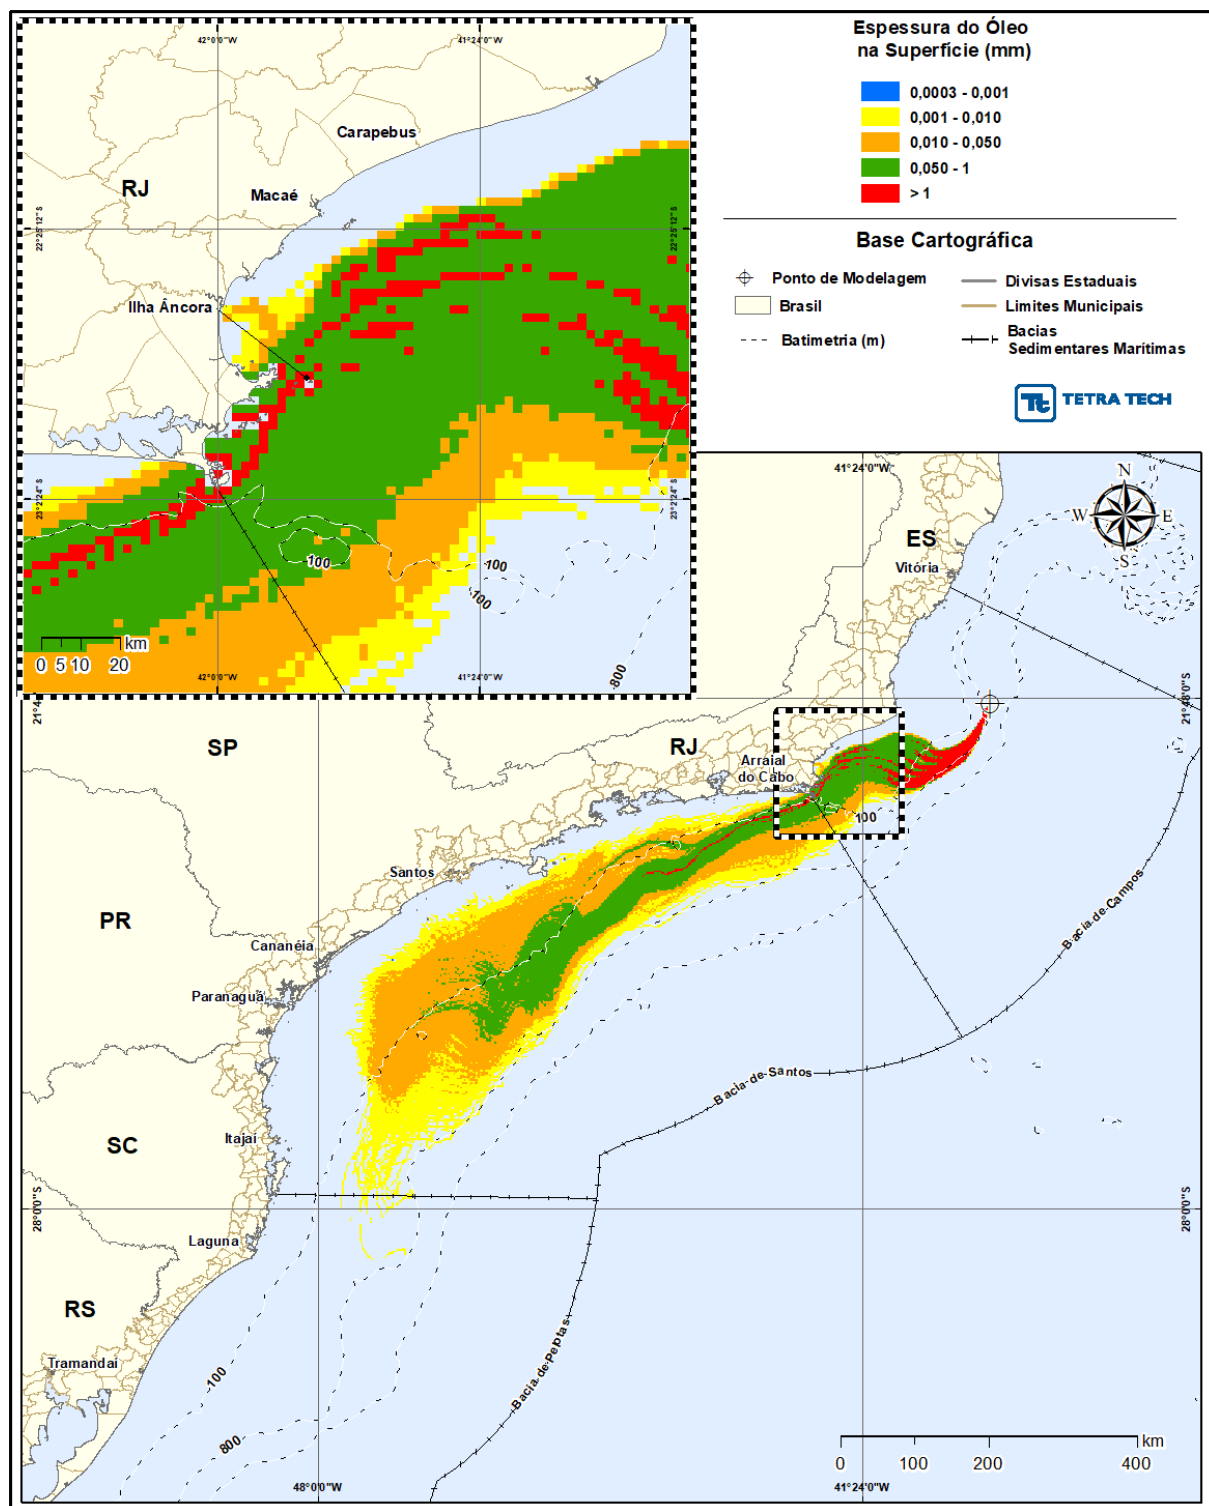 Espessura do Óleo
na Superfície (mm)
0,0003 - 0,001
0,001 - 0,010
0,010 - 0,050
0,050 - 1
> 1
Base Cartográfica
Ponto de Modelagem
Brasil
Batimetria (m)
Divisas Estaduais
Limites Municipais
Bacias
Sedimentares Marítimas
Tt
TETRA TECH
42°0'0"W
41°24'0"W
Carapebus
RJ
Macaé
22°25'12"S
22°25'12"S
Ilha Âncora
23°2'24"S
23°2'24"S
100
100
100
800
km
0 5 10 20
42°0'0"W
41°24'0"W
41°24'0"W
N
W
E
S
ES
Vitória
21°48'0"S
SP
RJ
Arraial
do Cabo
100
Santos
PR
Cananéia
Paranaguá
Bacia de Campos
Bacia de Santos
SC
Itajaí
28°0'0"S
28°0'0"S
Laguna
RS
Tramandaí
Bacia de Pelotas
100
800
km
0 100 200 400
48°0'0"W
41°24'0"W